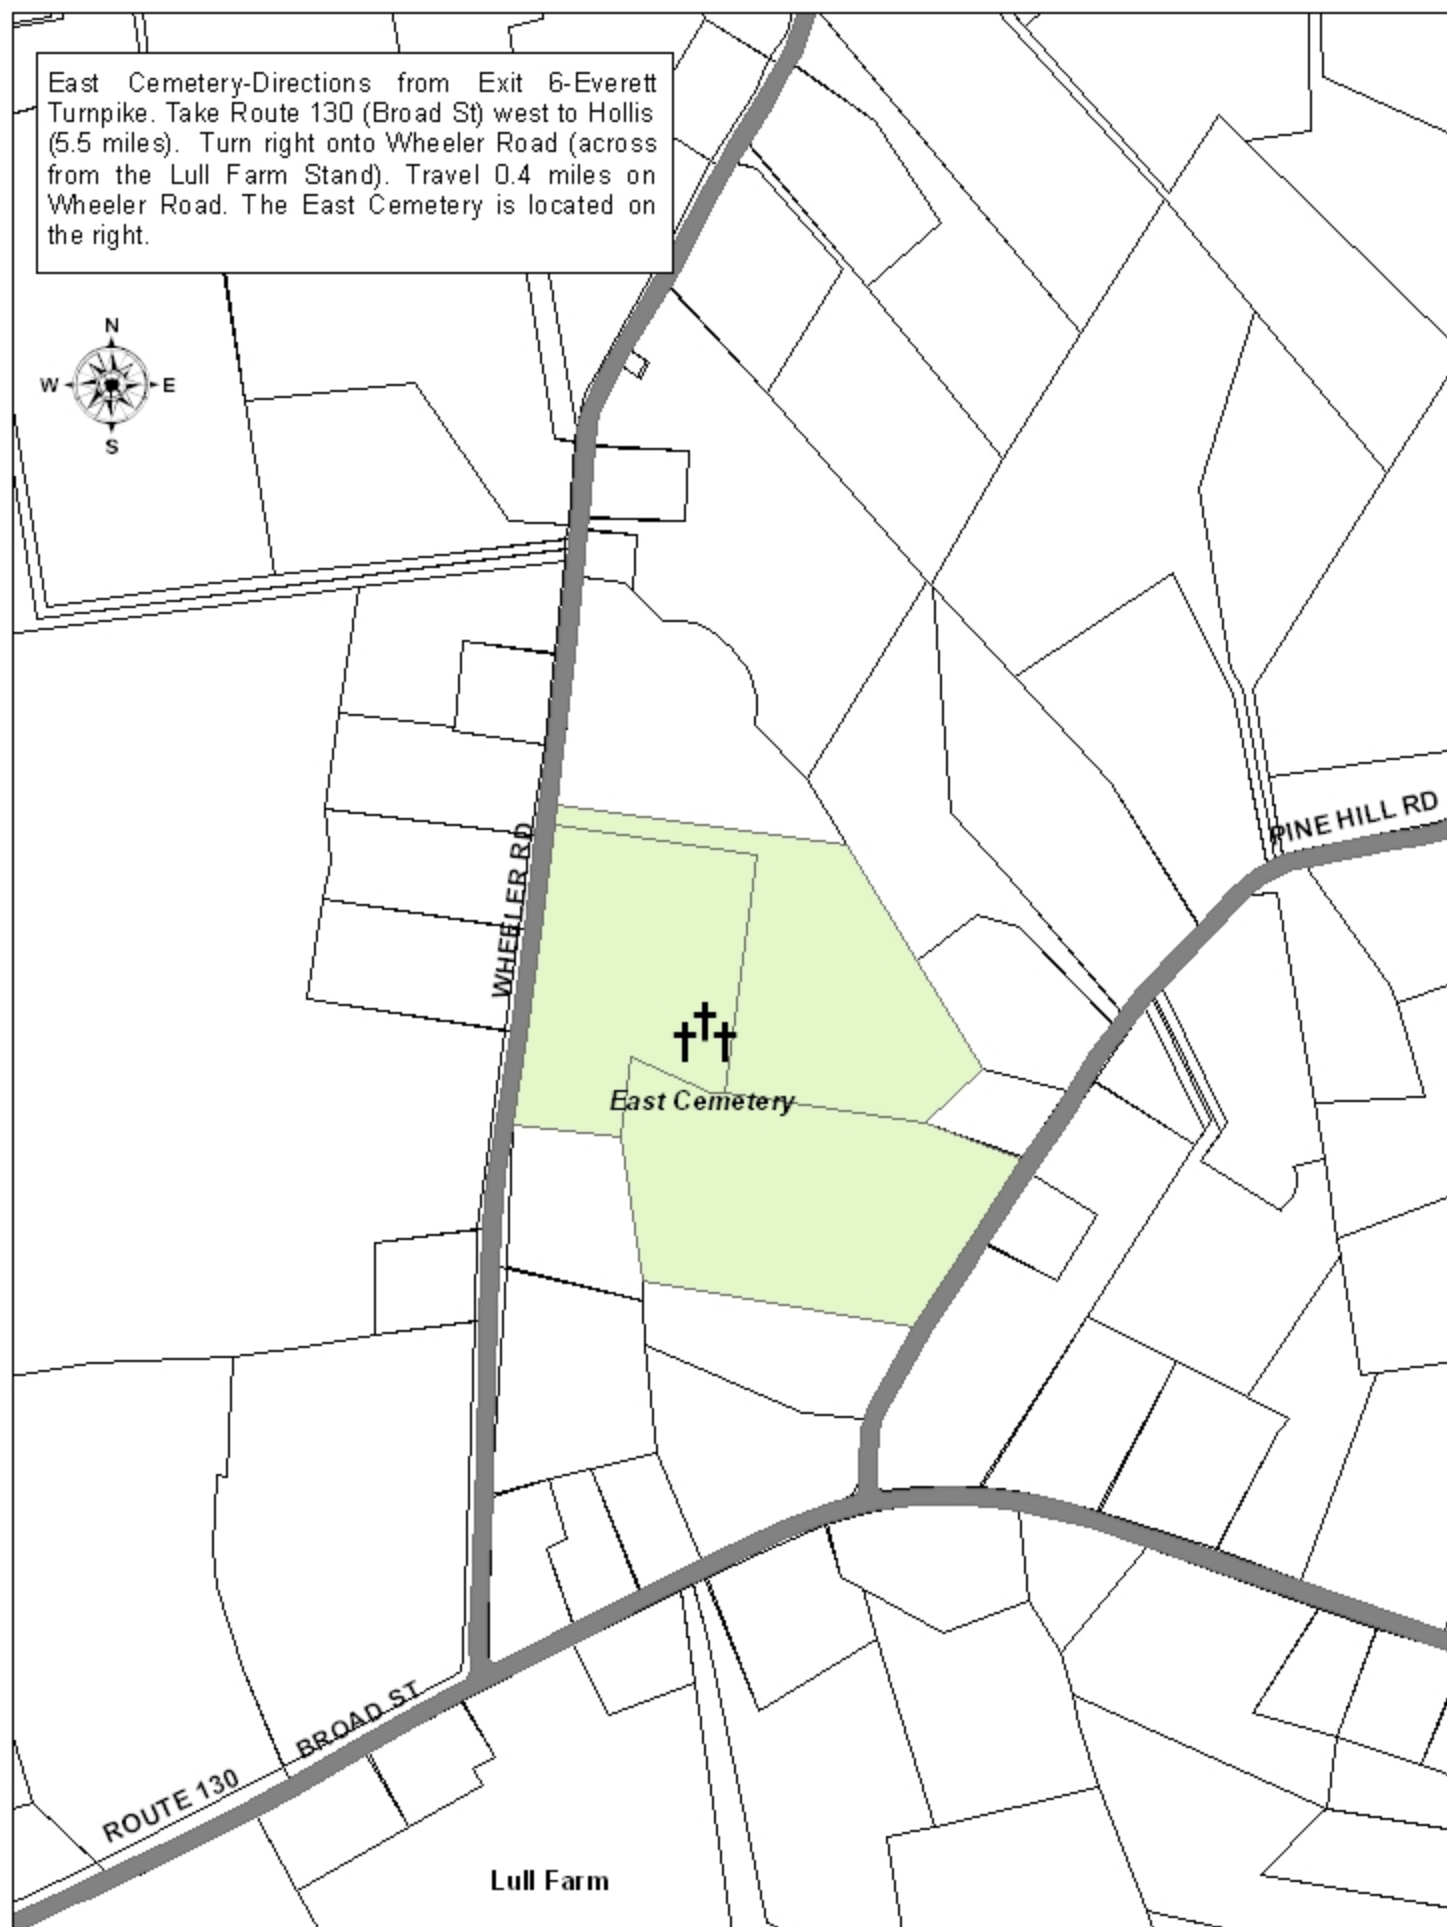 East Cemetery-Directions from Exit 6-Everett
Turnpike. Take Route 130 (Broad St) west to Hollis
(5.5 miles). Turn right onto Wheeler Road (across
from the Lull Farm Stand). Travel 0.4 miles on
Wheeler Road. The East Cemetery is located on
the right.
N
W E
S
PINE HILL RD
WHEELER RD
East Cemetery
BROAD ST
ROUTE 130
Lull Farm